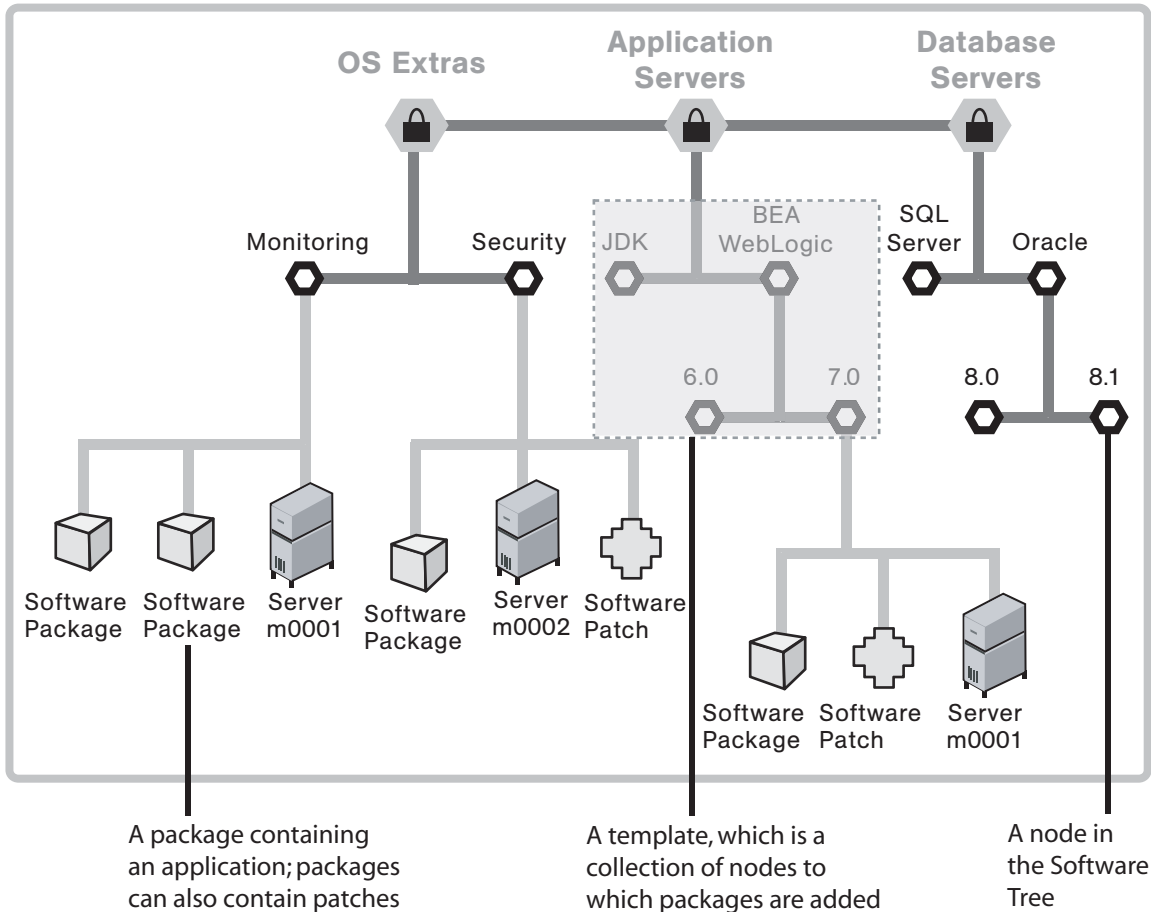 OS Extras
Application
Servers
Database
Servers
Monitoring
Security
JDK
BEA
WebLogic
SQL
Server
Oracle
6.0
7.0
8.0
8.1
Software
Package
Software
Package
Server
m0001
Software
Package
Server
m0002
Software
Patch
Software
Package
Software
Patch
Server
m0001
A package containing
an application; packages
can also contain patches
A template, which is a
collection of nodes to
which packages are added
A node in
the Software
Tree